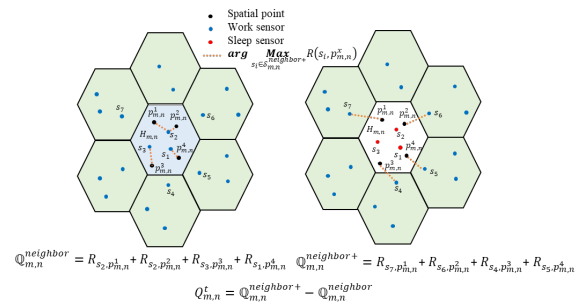 Spatial point
Work sensor
Sleep sensor
arg Max R(s_i, p^x_{m,n})
s_i∈s^{neighbor+}_{m,n}
s_7
p^1_{m,n} p^2_{m,n}
s_6
H_{m,n} s_2
s_3 s_1 p^4_{m,n}
p^3_{m,n}
s_5
s_4
s_7
p^1_{m,n} p^2_{m,n}
s_6
H_{m,n} s_2
s_3 s_1 p^4_{m,n}
p^3_{m,n}
s_5
s_4
ℚ^{neighbor}_{m,n} = R_{s_2,p^1_{m,n}} + R_{s_2,p^2_{m,n}} + R_{s_3,p^3_{m,n}} + R_{s_1,p^4_{m,n}}
ℚ^{neighbor+}_{m,n} = R_{s_7,p^1_{m,n}} + R_{s_6,p^2_{m,n}} + R_{s_4,p^3_{m,n}} + R_{s_5,p^4_{m,n}}
Q^t_{m,n} = ℚ^{neighbor+}_{m,n} − ℚ^{neighbor}_{m,n}